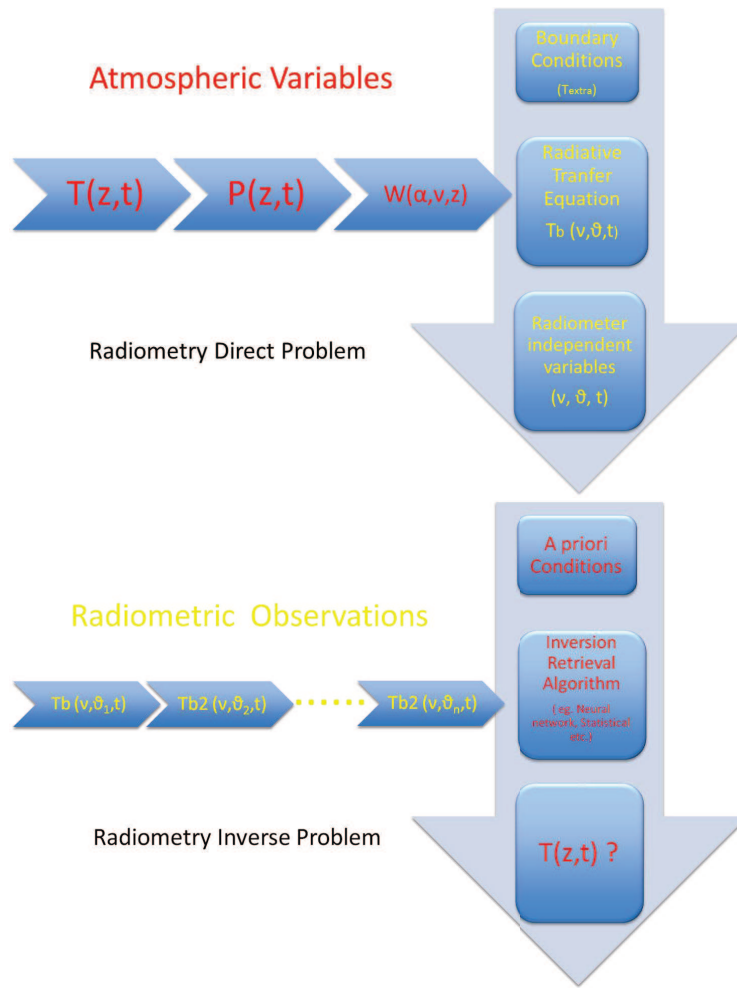 Atmospheric Variables
T(z,t)
P(z,t)
W(α,ν,z)
Boundary
Conditions
(Textra)
Radiative
Tranfer
Equation
Tb (ν,ϑ,t)
Radiometer
independent
variables
(ν, ϑ, t)
Radiometry Direct Problem
Radiometric Observations
Tb (ν,ϑ1,t)
Tb2 (ν,ϑ2,t)
......
Tb2 (ν,ϑn,t)
A priori
Conditions
Inversion
Retrieval
Algorithm
( eg. Neural
network, Statistical
etc.)
T(z,t) ?
Radiometry Inverse Problem